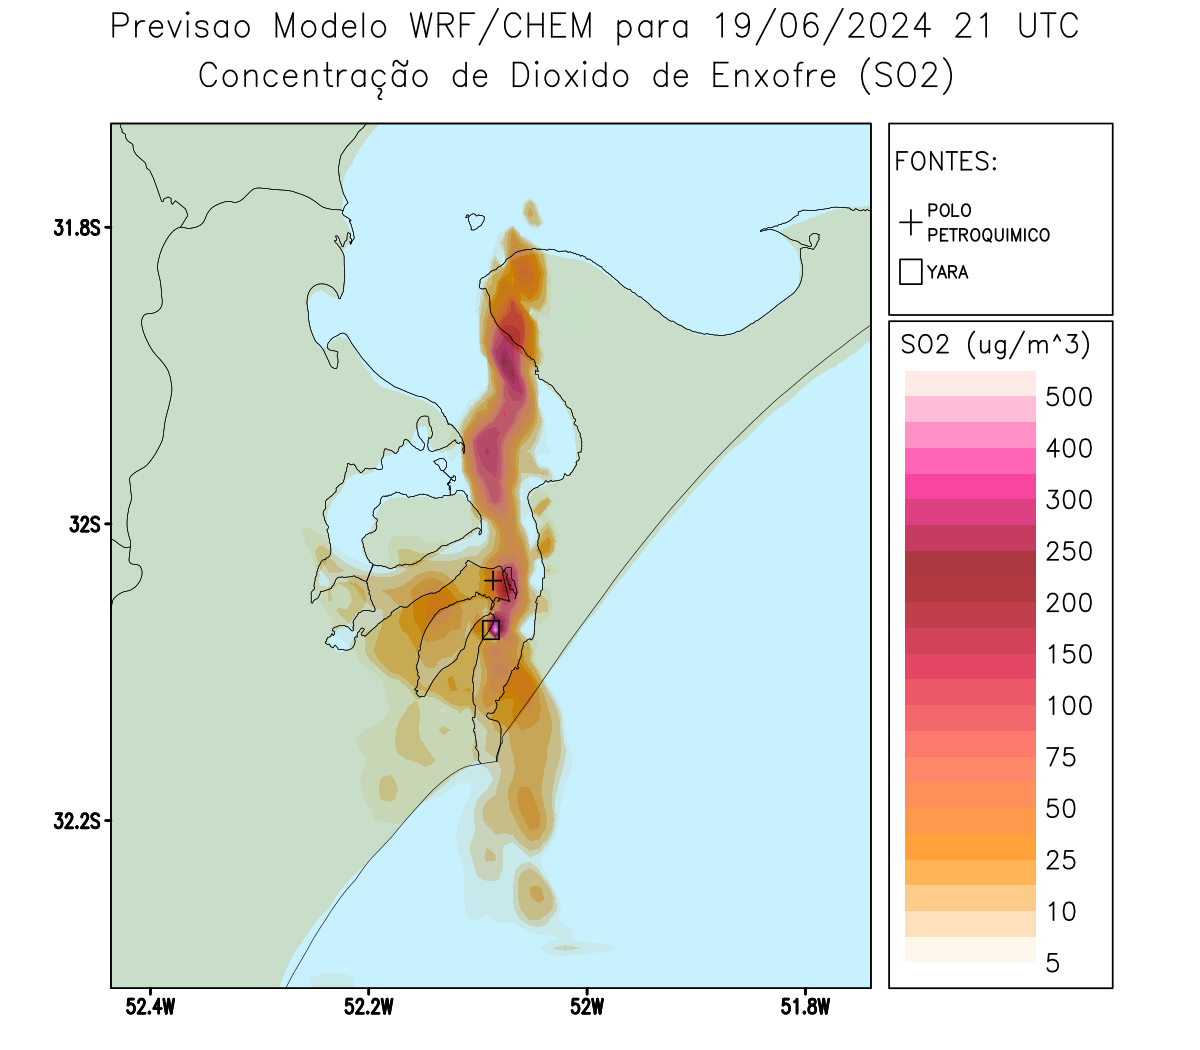 Previsao Modelo WRF/CHEM para 19/06/2024 21 UTC
Concentração de Dioxido de Enxofre (SO2)
FONTES:
POLO
PETROQUIMICO
YARA
SO2 (ug/m^3)
500
400
300
250
200
150
100
75
50
25
10
5
31.8S
32S
32.2S
52.4W
52.2W
52W
51.8W